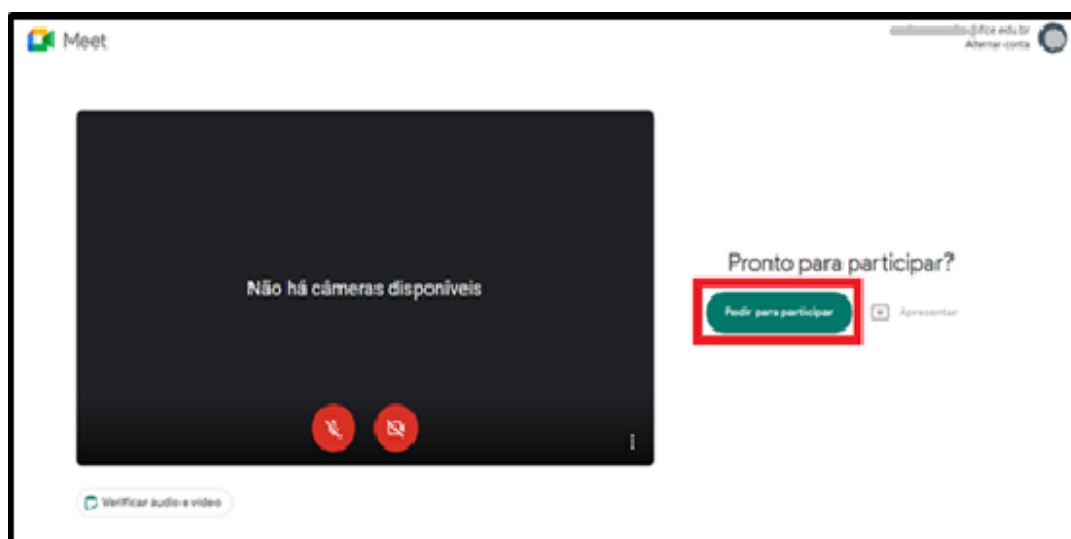 Meet
Alternar conta
Não há câmeras disponíveis
Pronto para participar?
Pedir para participar
Apresentar
Verificar áudio e vídeo